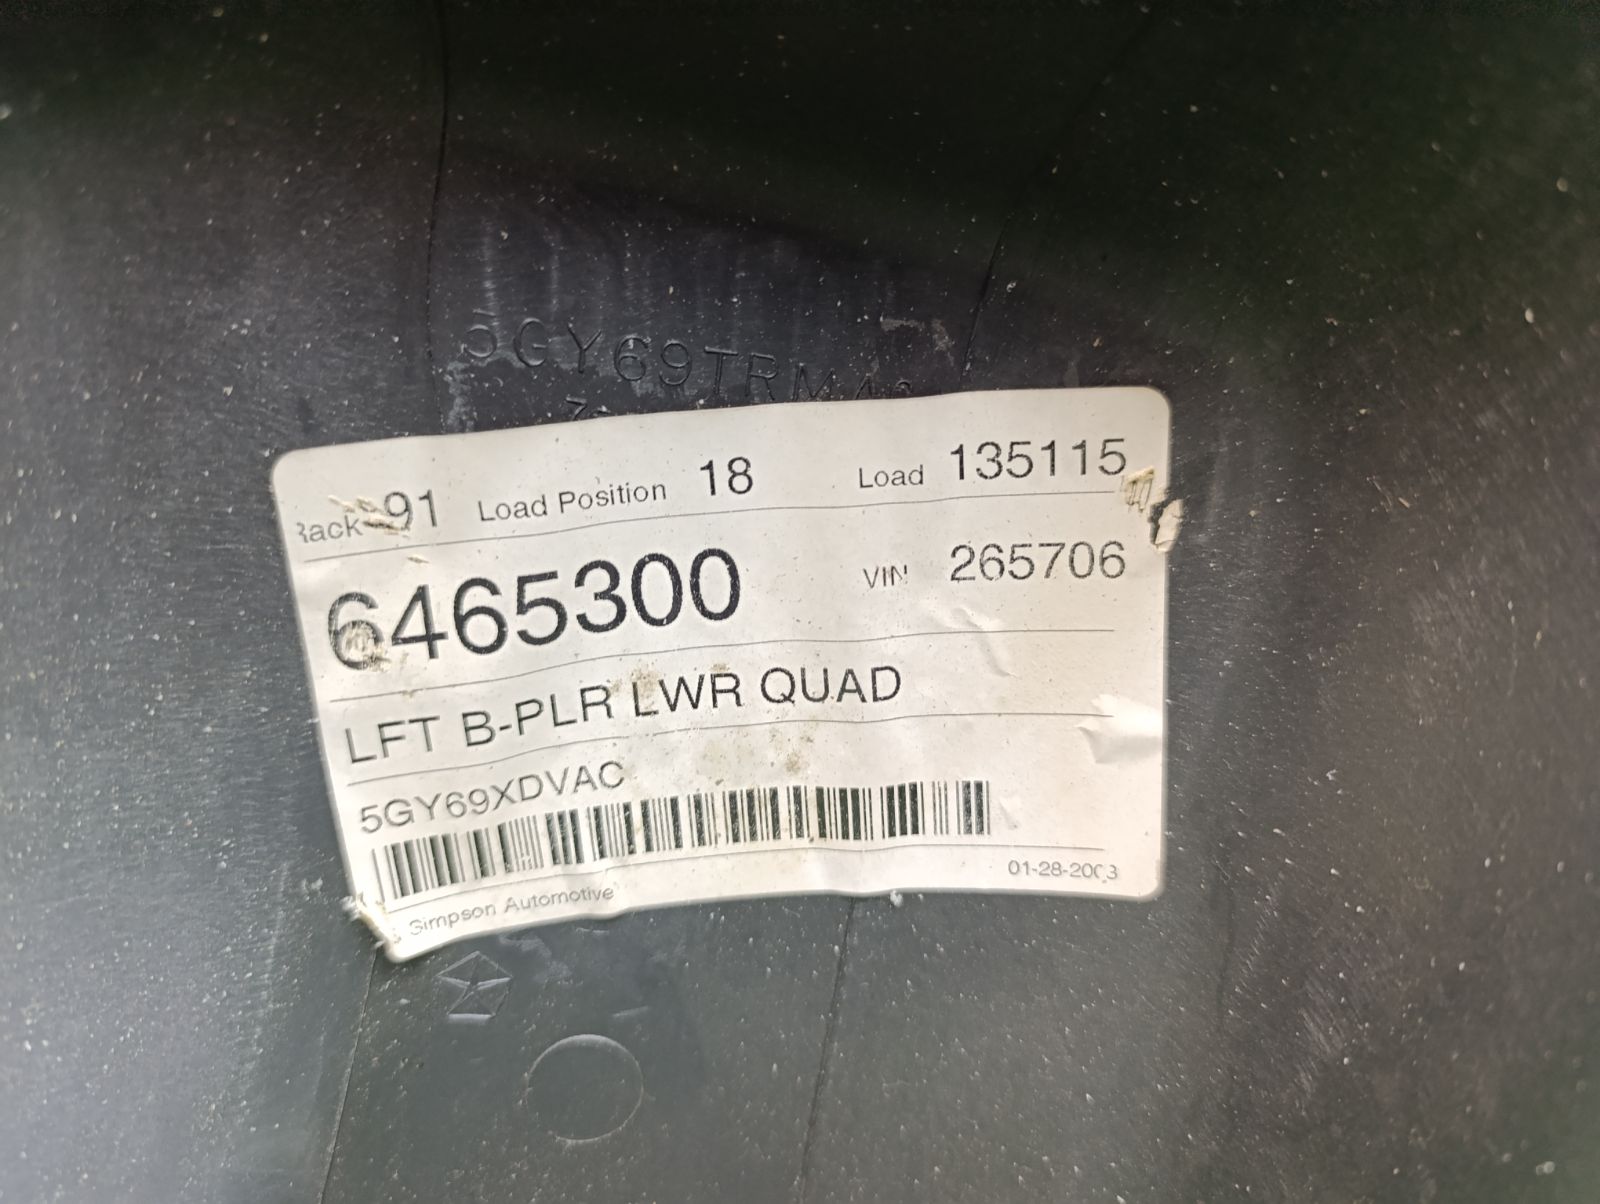 5GY69TRMA
Rack 91 Load Position 18 Load 135115
6465300 VIN 265706
LFT B-PLR LWR QUAD
5GY69XDVAC
Simpson Automotive 01-28-2003